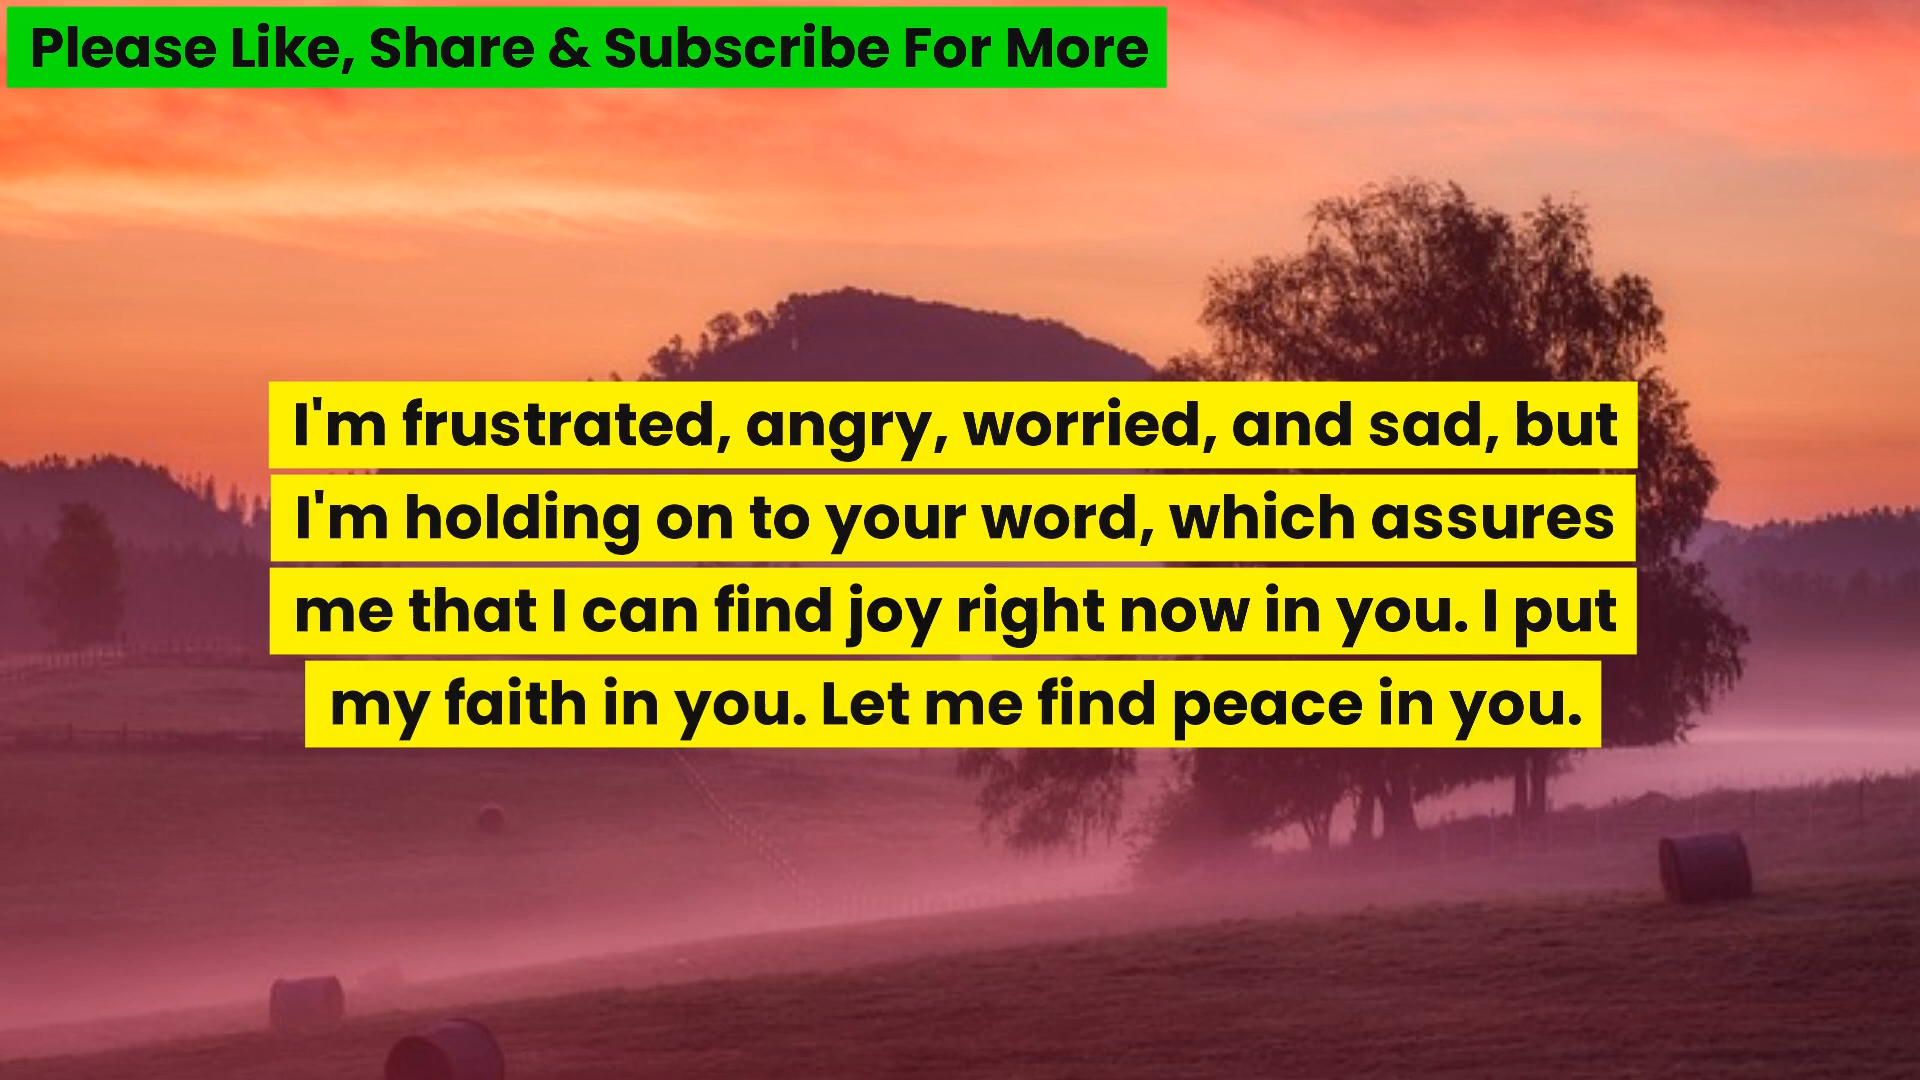 Please Like, Share & Subscribe For More
I'm frustrated, angry, worried, and sad, but
I'm holding on to your word, which assures
me that I can find joy right now in you. I put
my faith in you. Let me find peace in you.